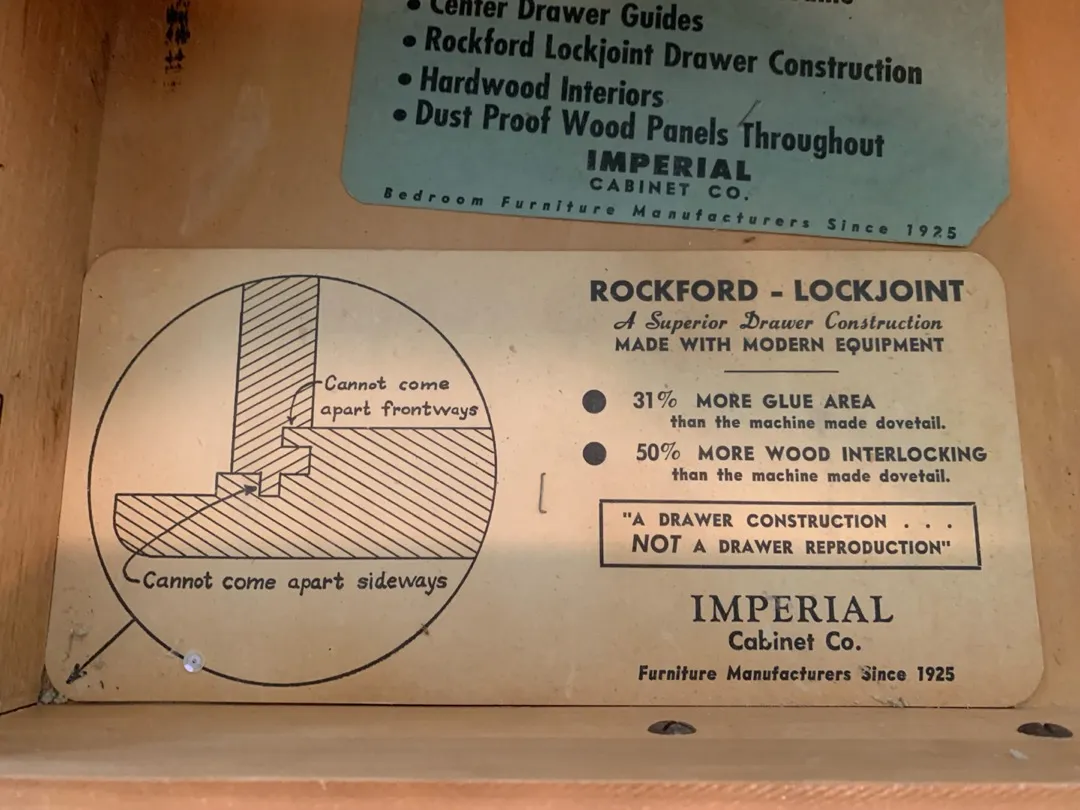 • Center Drawer Guides
• Rockford Lockjoint Drawer Construction
• Hardwood Interiors
• Dust Proof Wood Panels Throughout
IMPERIAL
CABINET CO.
Bedroom Furniture Manufacturers Since 1925
Cannot come
apart frontways
Cannot come apart sideways
ROCKFORD - LOCKJOINT
A Superior Drawer Construction
MADE WITH MODERN EQUIPMENT
● 31% MORE GLUE AREA
than the machine made dovetail.
● 50% MORE WOOD INTERLOCKING
than the machine made dovetail.
"A DRAWER CONSTRUCTION . . .
NOT A DRAWER REPRODUCTION"
IMPERIAL
Cabinet Co.
Furniture Manufacturers Since 1925